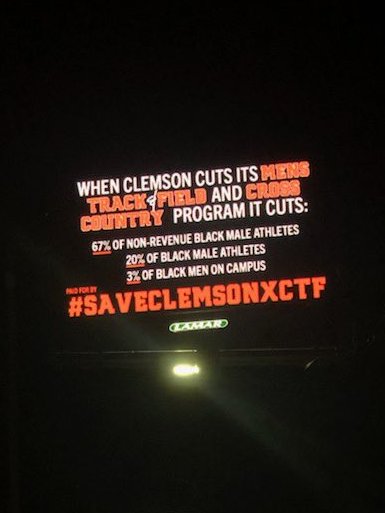 WHEN CLEMSON CUTS ITS MENS
TRACK & FIELD AND CROSS
COUNTRY PROGRAM IT CUTS:
67% OF NON-REVENUE BLACK MALE ATHLETES
20% OF BLACK MALE ATHLETES
3% OF BLACK MEN ON CAMPUS
PAID FOR BY
#SAVECLEMSONXCTF
LAMAR